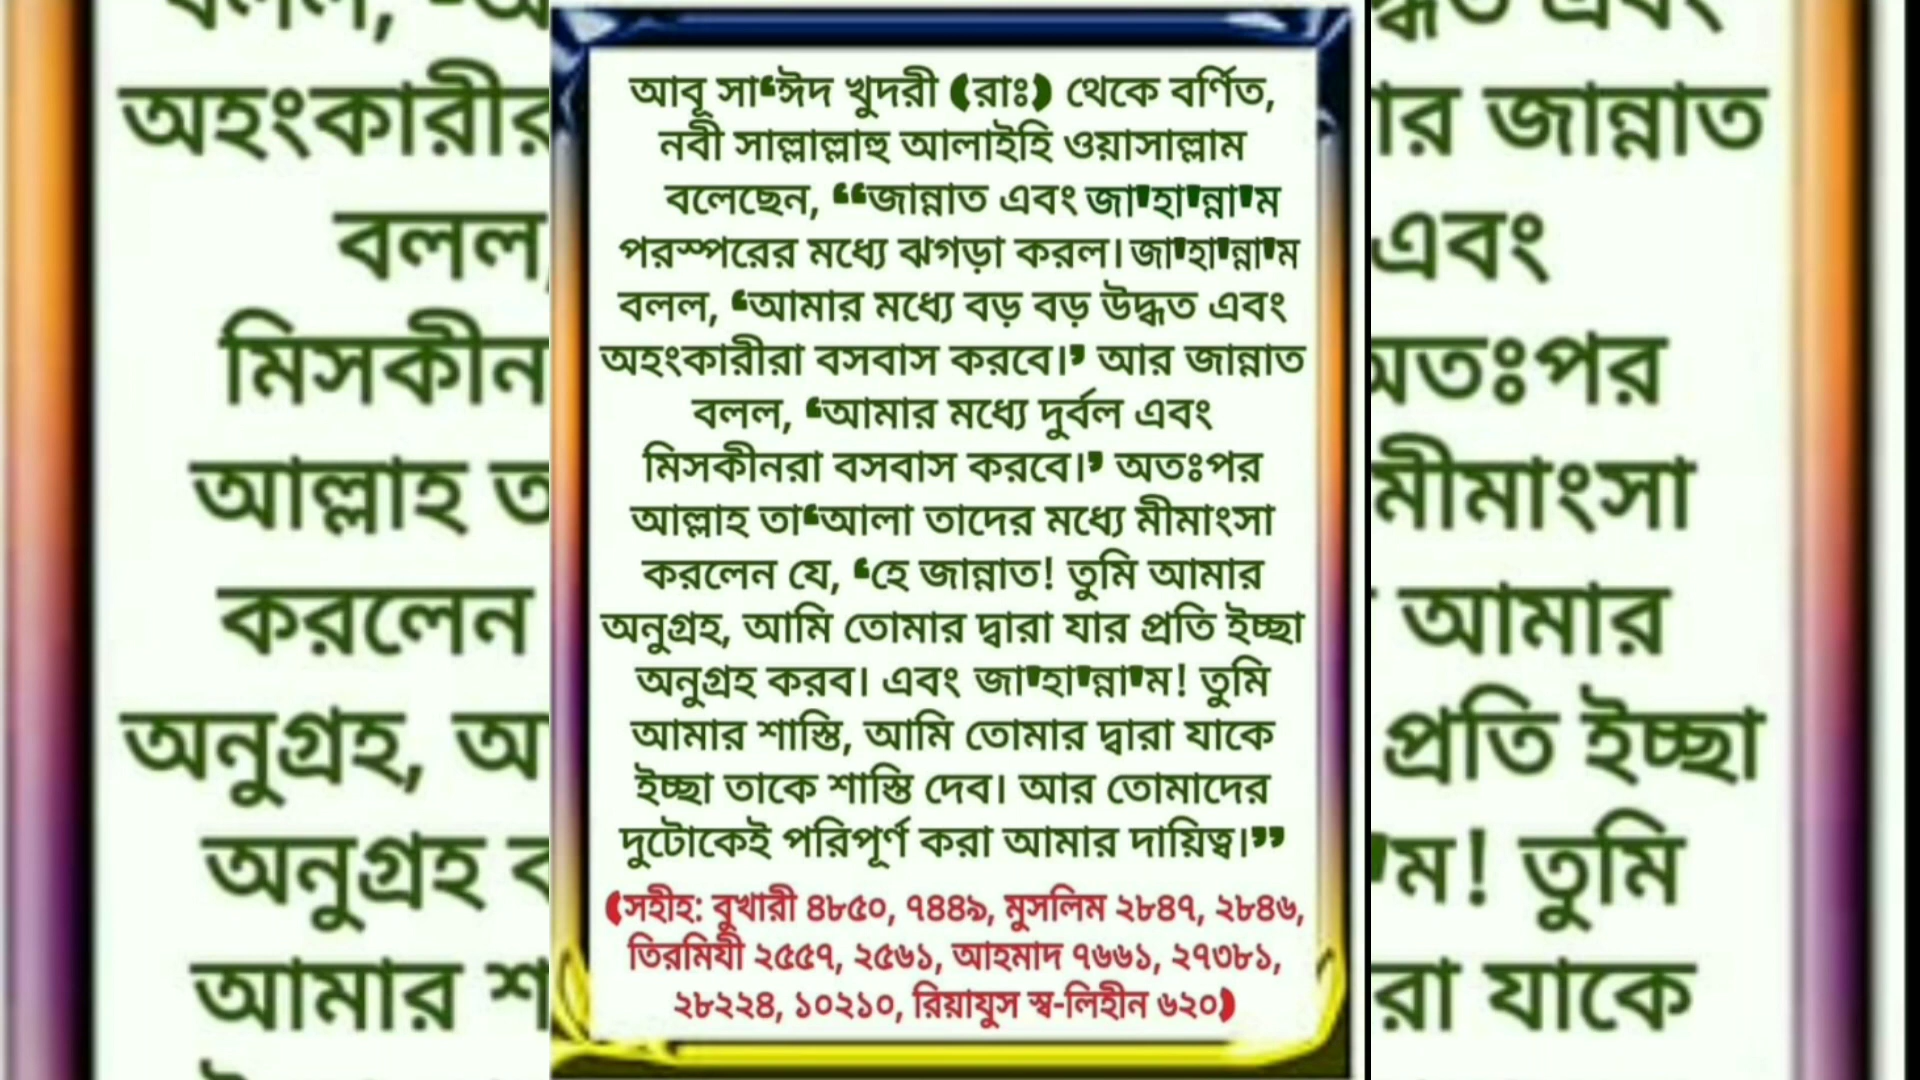 আবূ সা‘ঈদ খুদরী (রাঃ) থেকে বর্ণিত,
নবী সাল্লাল্লাহু আলাইহি ওয়াসাল্লাম
বলেছেন, “জান্নাত এবং জা'হা'ন্না'ম
পরস্পরের মধ্যে ঝগড়া করল। জা'হা'ন্না'ম
বলল, ‘আমার মধ্যে বড় বড় উদ্ধত এবং
অহংকারীরা বসবাস করবে।’ আর জান্নাত
বলল, ‘আমার মধ্যে দুর্বল এবং
মিসকীনরা বসবাস করবে।’ অতঃপর
আল্লাহ তা‘আলা তাদের মধ্যে মীমাংসা
করলেন যে, ‘হে জান্নাত! তুমি আমার
অনুগ্রহ, আমি তোমার দ্বারা যার প্রতি ইচ্ছা
অনুগ্রহ করব। এবং জা'হা'ন্না'ম! তুমি
আমার শাস্তি, আমি তোমার দ্বারা যাকে
ইচ্ছা তাকে শাস্তি দেব। আর তোমাদের
দুটোকেই পরিপূর্ণ করা আমার দায়িত্ব।”
(সহীহ: বুখারী ৪৮৫০, ৭৪৪৯, মুসলিম ২৮৪৭, ২৮৪৬,
তিরমিযী ২৫৫৭, ২৫৬১, আহমাদ ৭৬৬১, ২৭৩৮১,
২৮২২৪, ১০২১০, রিয়াযুস স্ব-লিহীন ৬২০)